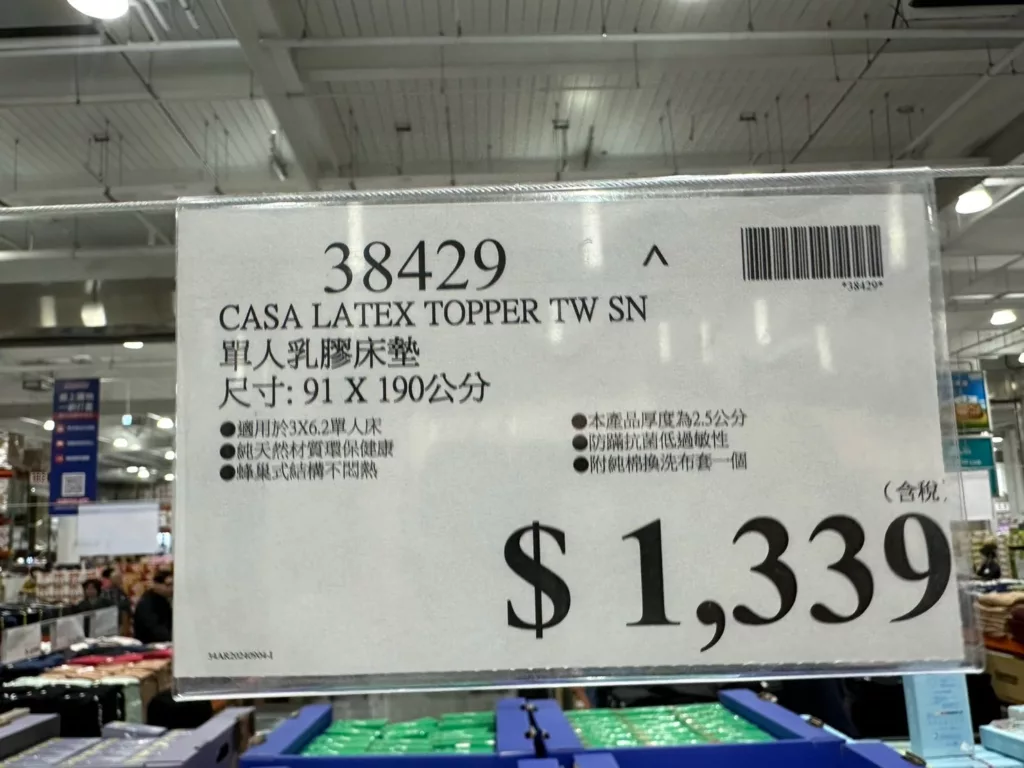 38429
^
*38429*
CASA LATEX TOPPER TW SN
單人乳膠床墊
尺寸: 91 X 190公分
●適用於3X6.2單人床
●純天然材質環保健康
●蜂巢式結構不悶熱
●本產品厚度為2.5公分
●防蹣抗菌低過敏性
●附純棉換洗布套一個
(含稅)
$ 1,339
34AR20240904-1